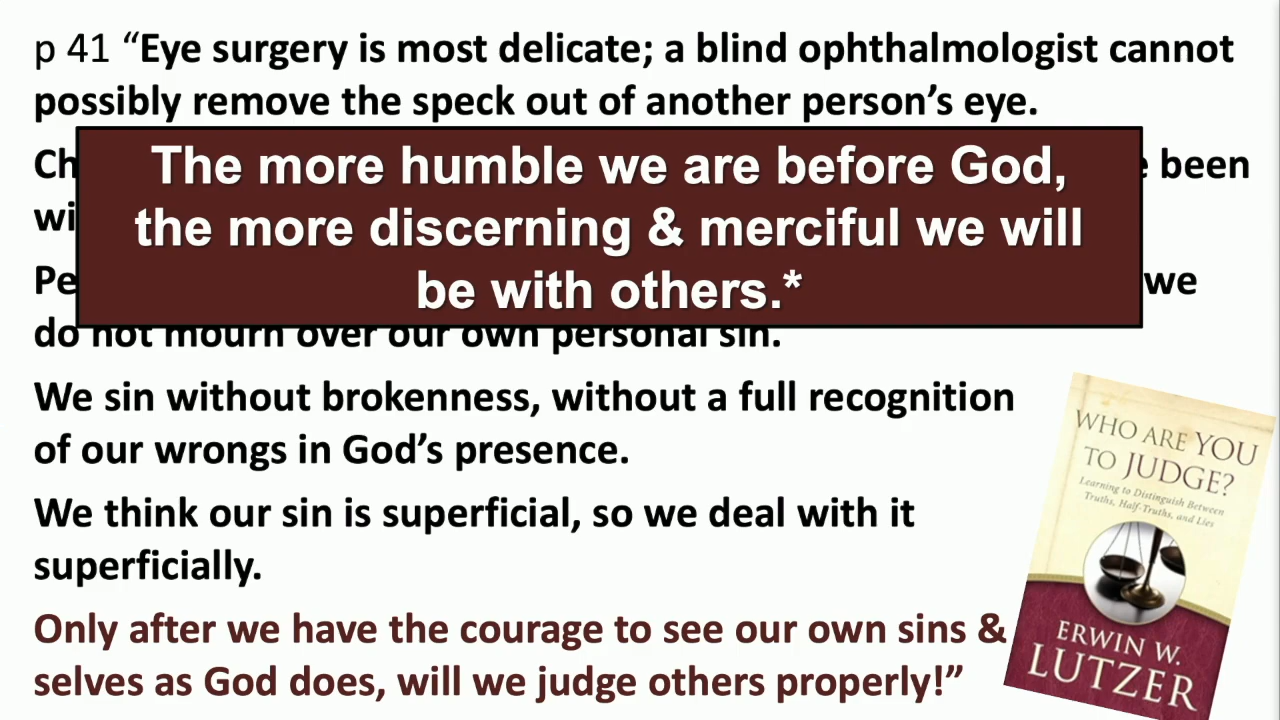 p 41 “Eye surgery is most delicate; a blind ophthalmologist cannot
possibly remove the speck out of another person’s eye.
The more humble we are before God,
the more discerning & merciful we will
be with others.*
been
we
do not mourn over our own personal sin.
We sin without brokenness, without a full recognition
of our wrongs in God’s presence.
We think our sin is superficial, so we deal with it
superficially.
Only after we have the courage to see our own sins &
selves as God does, will we judge others properly!”
WHO ARE YOU
TO JUDGE?
Learning to Distinguish Between
Truths, Half-Truths, and Lies
ERWIN W.
LUTZER